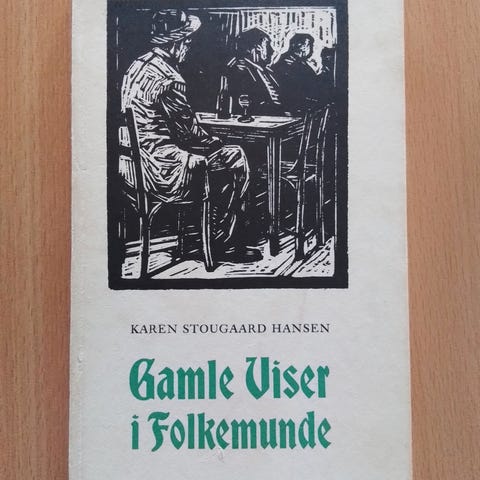 KAREN STOUGAARD HANSEN
Gamle Viser
i Folkemunde